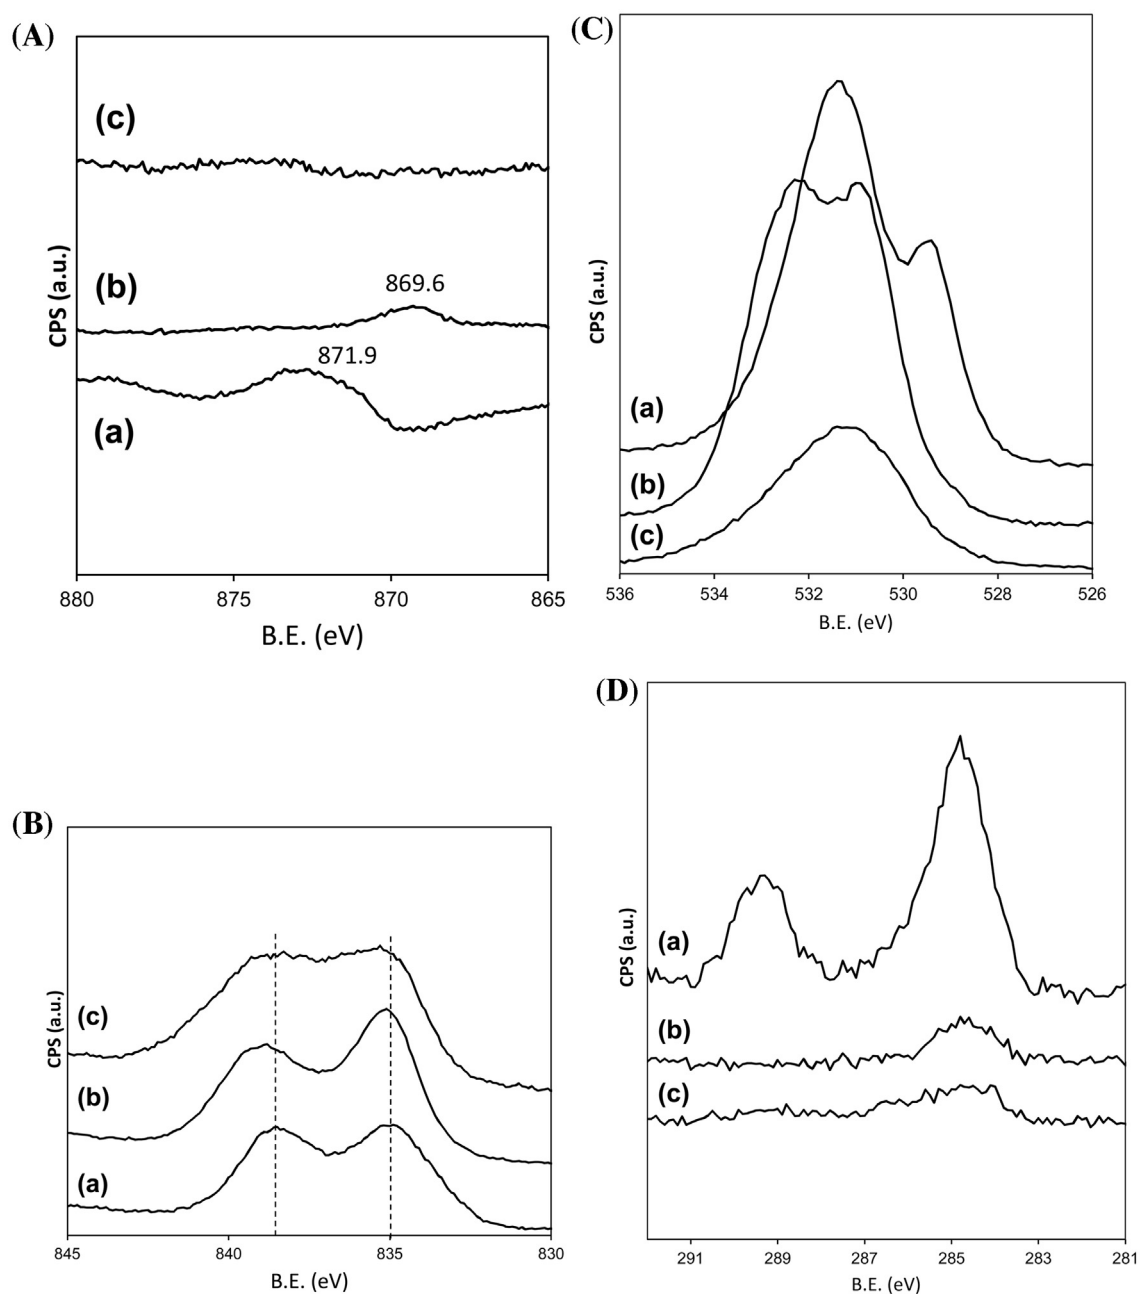 (A)
CPS (a.u.)
(c)
(b)
869.6
871.9
(a)
880 875 870 865
B.E. (eV)
(C)
CPS (a.u.)
(a)
(b)
(c)
536 534 532 530 528 526
B.E. (eV)
(B)
CPS (a.u.)
(c)
(b)
(a)
845 840 835 830
B.E. (eV)
(D)
CPS (a.u.)
(a)
(b)
(c)
291 289 287 285 283 281
B.E. (eV)